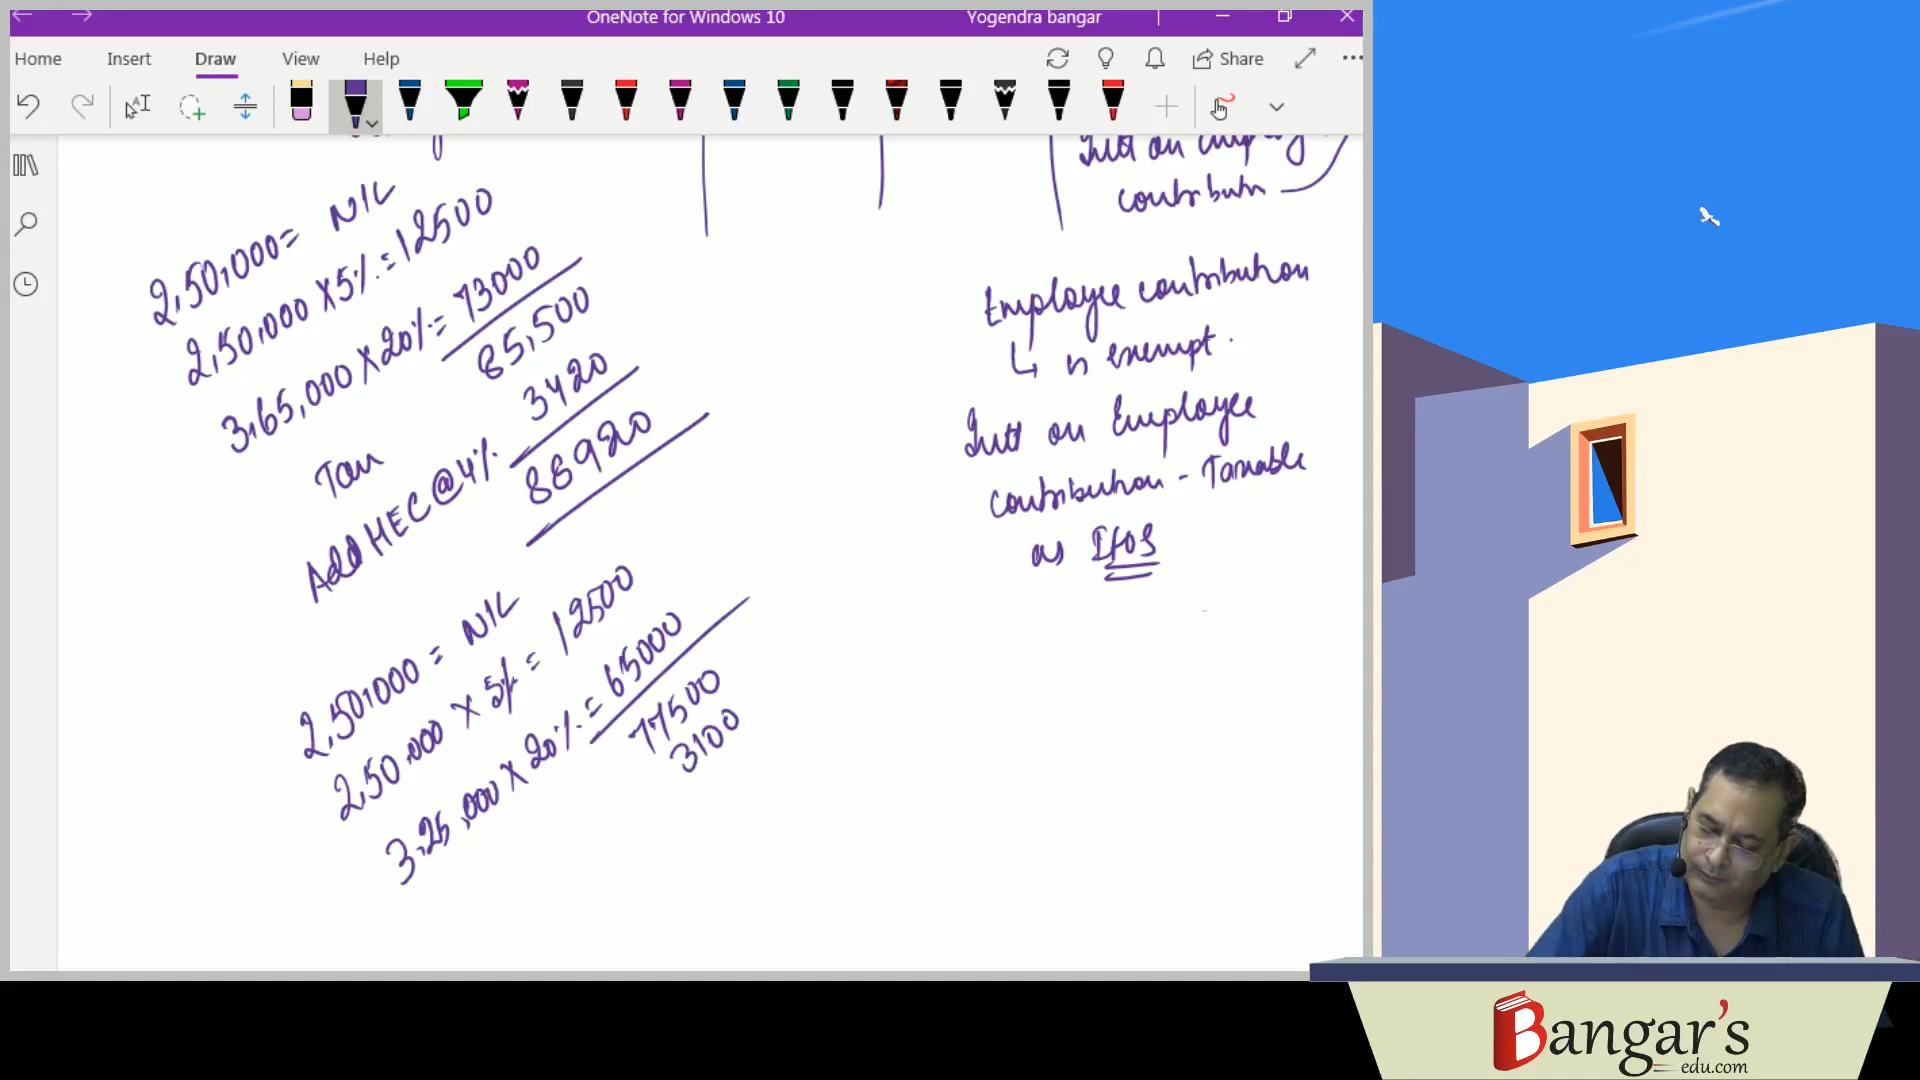 OneNote for Windows 10
Yogendra bangar
Home Insert Draw View Help
Share
contributn
2,50,000= NIL
2,50,000 x 5% = 12500
3,65,000 x 20% = 73000
85,500
3420
Tax
Add HEC @ 4%
88920
2,50,000 = NIL
2,50,000 x 5% = 12500
3,25,000 x 20% = 65000
77500
3100
Employee contribution
↳ is exempt.
Intt on Employee
contribution - Taxable
as IFOS
Bangar's
edu.com